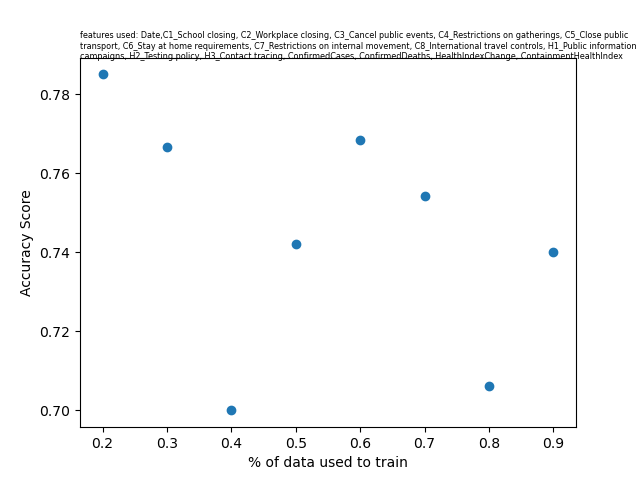 features used: Date,C1_School closing, C2_Workplace closing, C3_Cancel public events, C4_Restrictions on gatherings, C5_Close public
transport, C6_Stay at home requirements, C7_Restrictions on internal movement, C8_International travel controls, H1_Public information
campaigns, H2_Testing policy, H3_Contact tracing, ConfirmedCases, ConfirmedDeaths, HealthIndexChange, ContainmentHealthIndex
0.78
0.76
0.74
0.72
0.70
Accuracy Score
0.2 0.3 0.4 0.5 0.6 0.7 0.8 0.9
% of data used to train